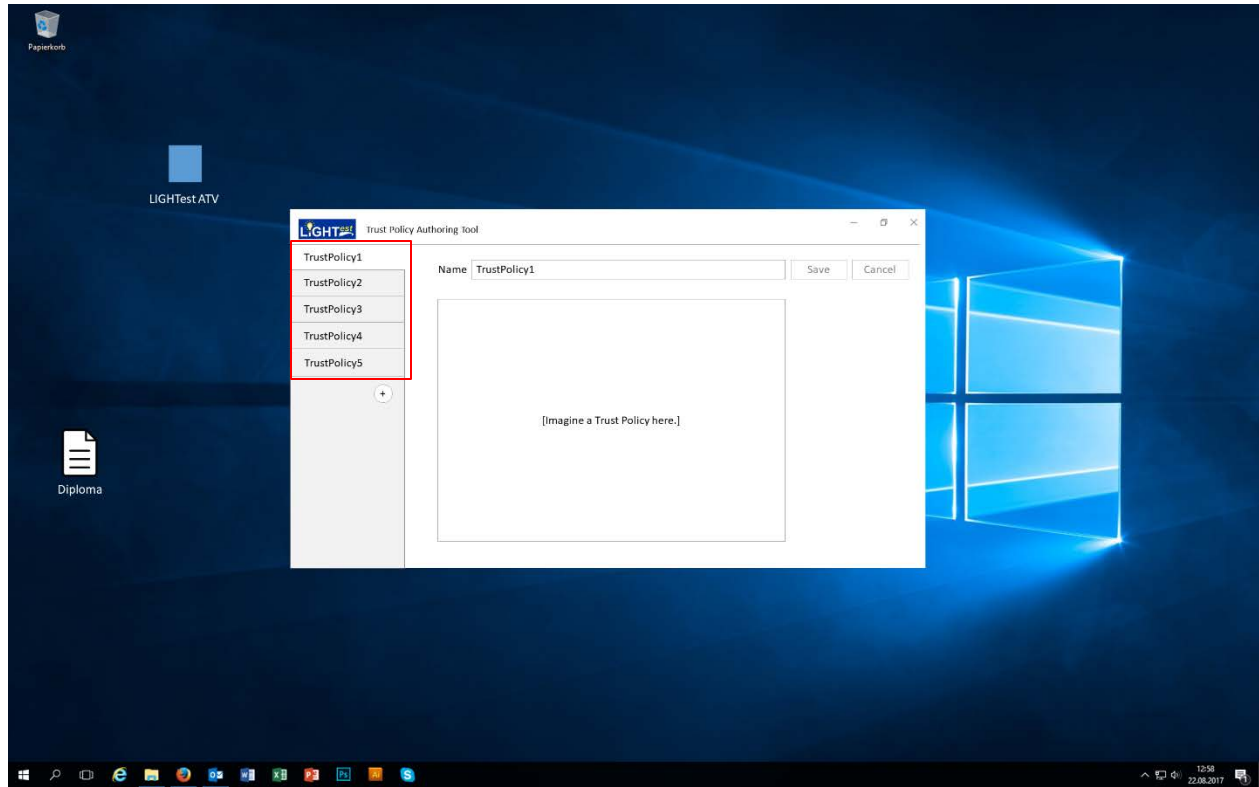 Papierkorb
LIGHTest ATV
LIGHTest Trust Policy Authoring Tool
TrustPolicy1
Name TrustPolicy1 Save Cancel
TrustPolicy2
TrustPolicy3
TrustPolicy4
TrustPolicy5
+
[Imagine a Trust Policy here.]
Diploma
12:58
22.08.2017